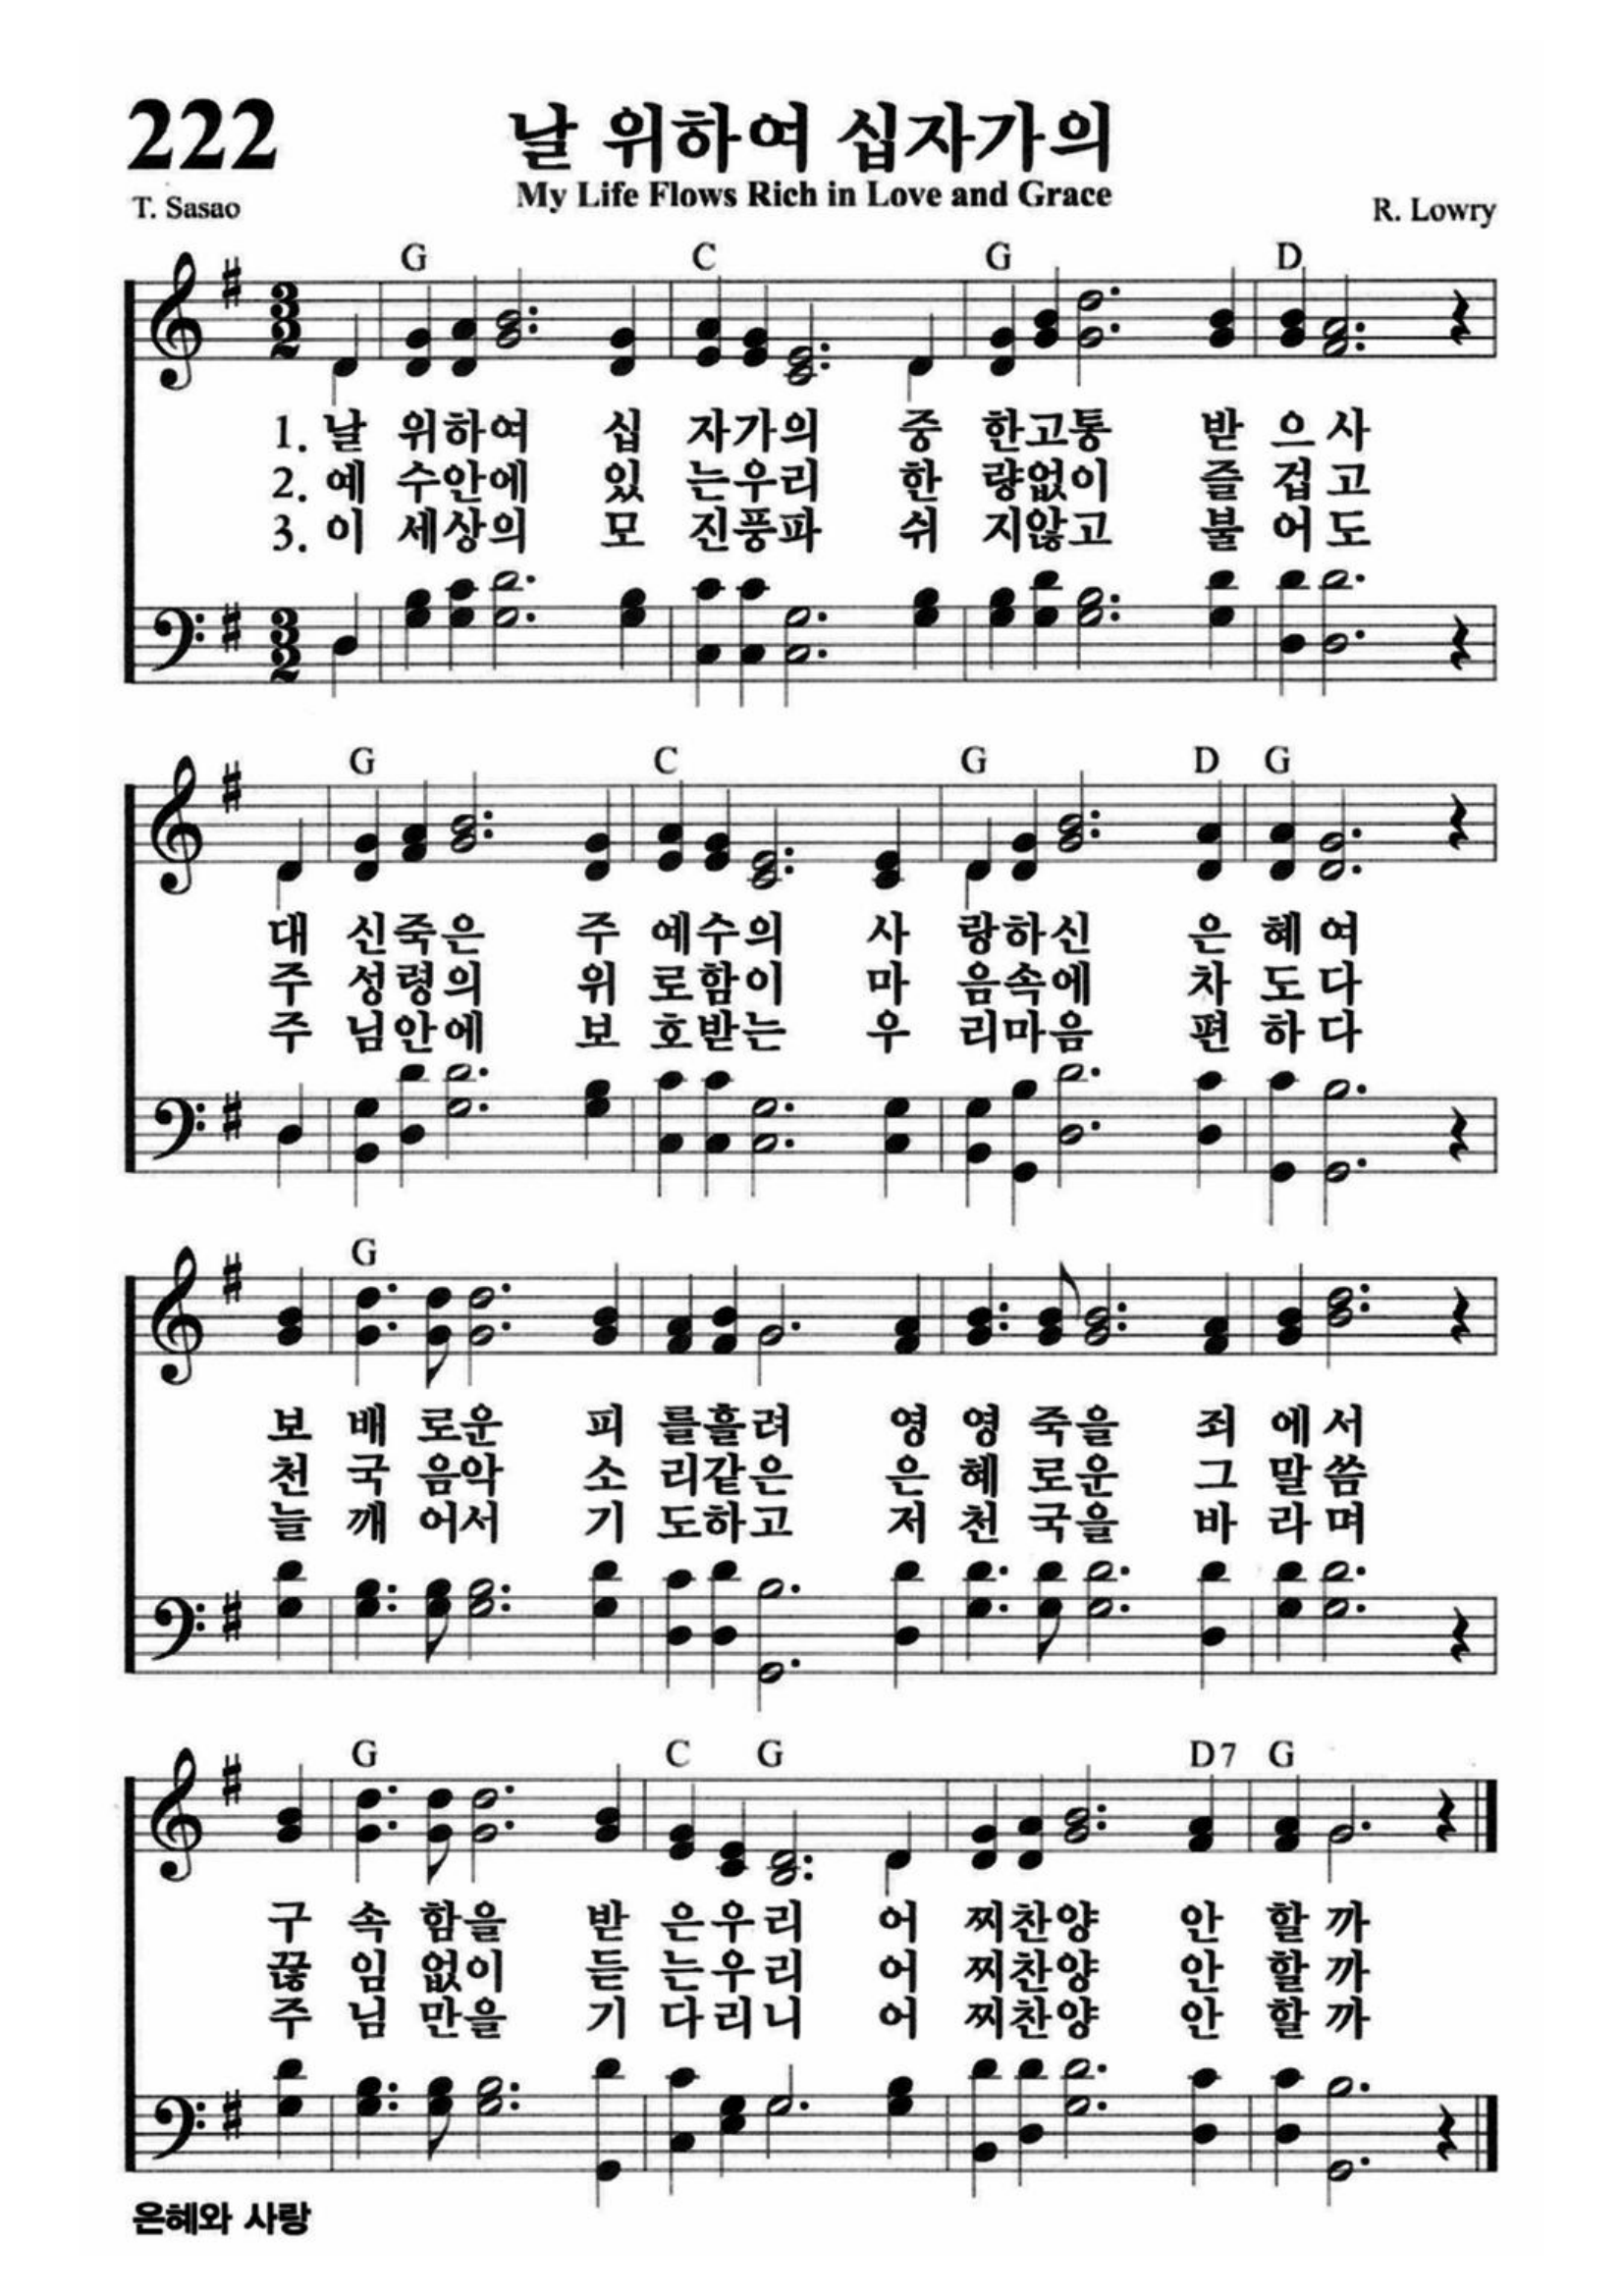 222
날 위하여 십자가의
My Life Flows Rich in Love and Grace
T. Sasao
R. Lowry
G C G D
1. 날 위하여 십 자가의 중 한고통 받 으 사
2. 예 수안에 있 는우리 한 량없이 즐 겁 고
3. 이 세상의 모 진풍파 쉬 지않고 불 어 도
G C G D G
대 신죽은 주 예수의 사 랑하신 은 혜 여
주 성령의 위 로함이 마 음속에 차 도 다
주 님안에 보 호받는 우 리마음 편 하 다
G
보 배 로운 피 를흘려 영 영 죽을 죄 에 서
천 국 음악 소 리같은 은 혜 로운 그 말 씀
늘 깨 어서 기 도하고 저 천 국을 바 라 며
G C G D7 G
구 속 함을 받 은우리 어 찌찬양 안 할 까
끊 임 없이 듣 는우리 어 찌찬양 안 할 까
주 님 만을 기 다리니 어 찌찬양 안 할 까
은혜와 사랑